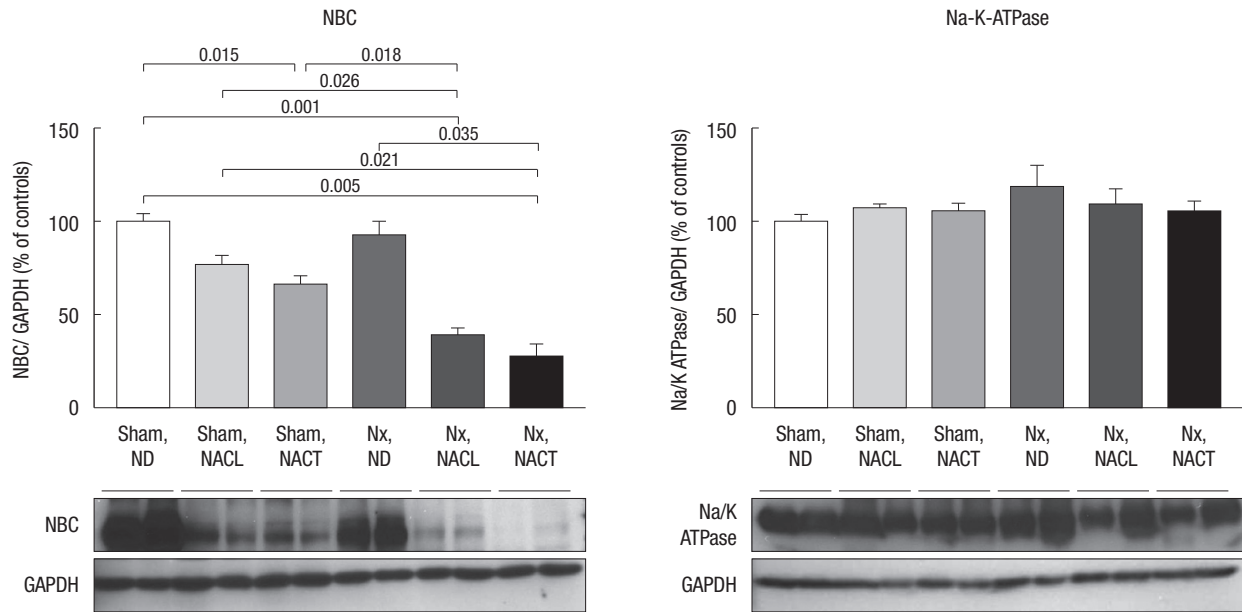 NBC
0.015
0.018
0.026
0.001
0.035
0.021
0.005
NBC/ GAPDH (% of controls)
150
100
50
0
Sham, ND
Sham, NACL
Sham, NACT
Nx, ND
Nx, NACL
Nx, NACT
NBC
GAPDH
Na-K-ATPase
Na/K ATPase/ GAPDH (% of controls)
150
100
50
0
Sham, ND
Sham, NACL
Sham, NACT
Nx, ND
Nx, NACL
Nx, NACT
Na/K
ATPase
GAPDH